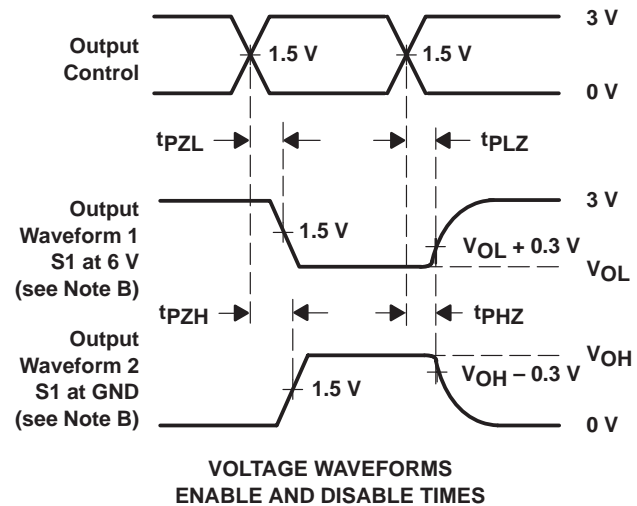 3 V
Output
Control
1.5 V
1.5 V
0 V
tPZL
tPLZ
Output
Waveform 1
S1 at 6 V
(see Note B)
3 V
1.5 V
VOL + 0.3 V
VOL
tPZH
tPHZ
Output
Waveform 2
S1 at GND
(see Note B)
VOH
VOH – 0.3 V
1.5 V
0 V
VOLTAGE WAVEFORMS
ENABLE AND DISABLE TIMES